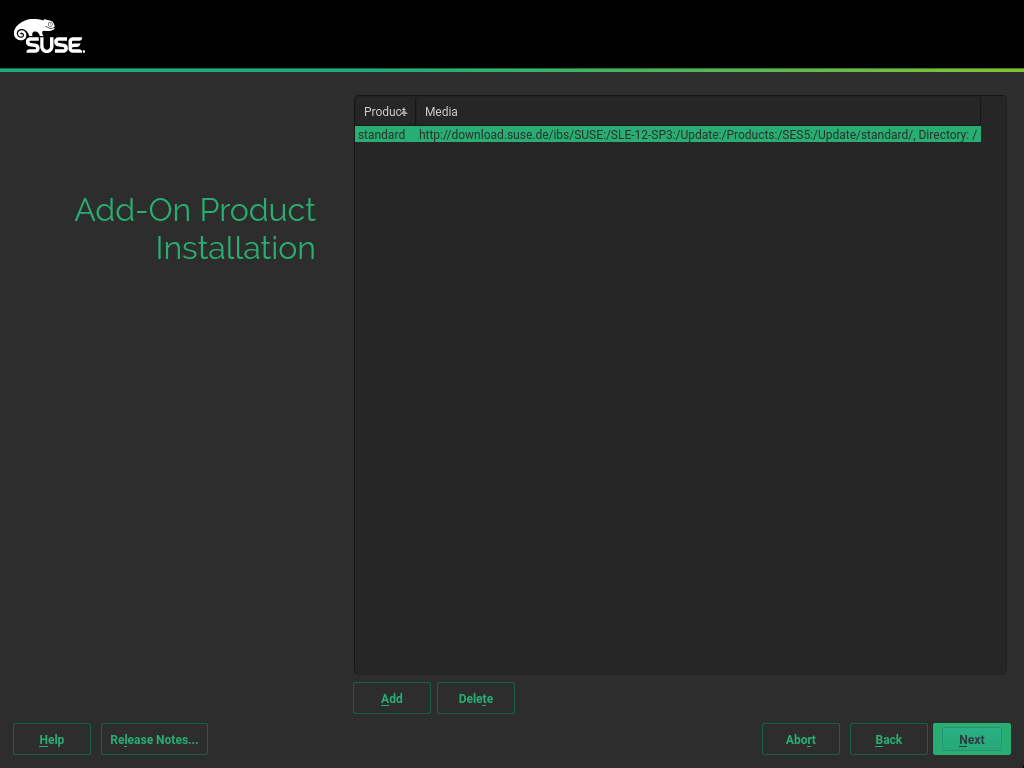 SUSE.
Add-On Product
Installation
Product Media
standard http://download.suse.de/ibs/SUSE:/SLE-12-SP3:/Update:/Products:/SES5:/Update/standard/, Directory: /
Add Delete
Help Release Notes... Abort Back Next